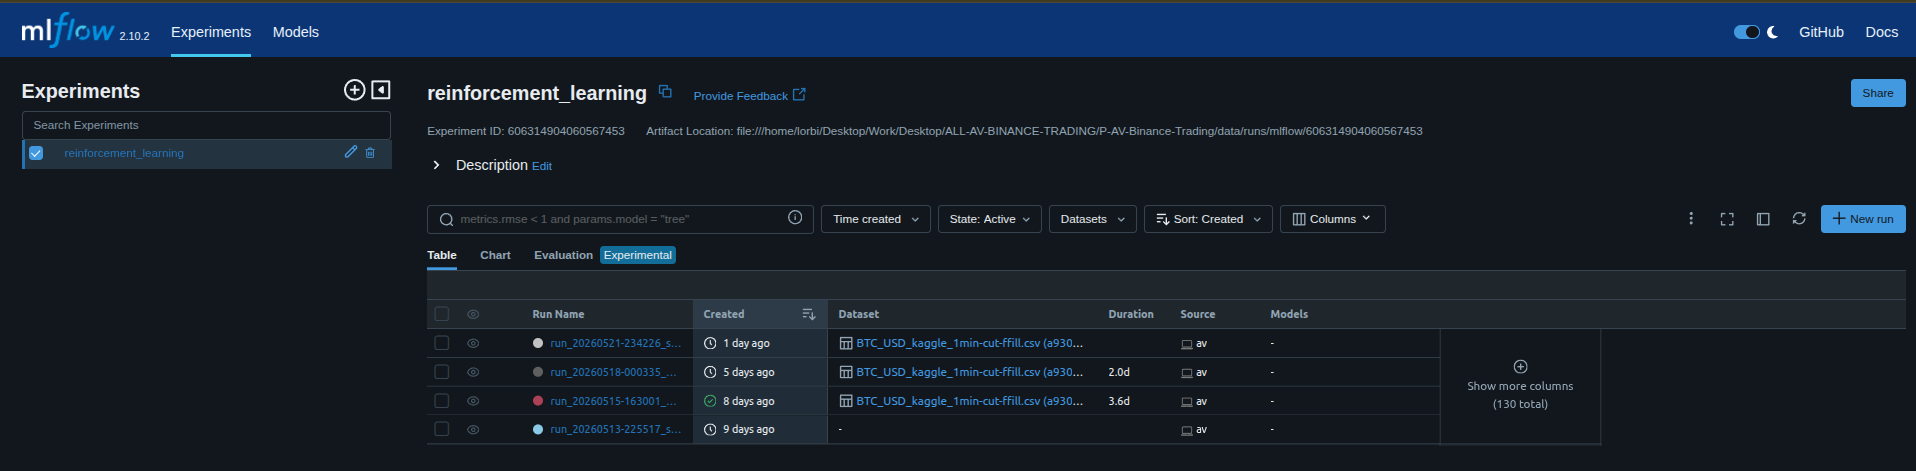 mlflow 2.10.2 Experiments Models GitHub Docs
Experiments
Search Experiments
reinforcement_learning
reinforcement_learning Provide Feedback Share
Experiment ID: 606314904060567453 Artifact Location: file:///home/lorbi/Desktop/Work/Desktop/ALL-AV-BINANCE-TRADING/P-AV-Binance-Trading/data/runs/mlflow/606314904060567453
Description Edit
metrics.rmse < 1 and params.model = "tree" Time created State: Active Datasets Sort: Created Columns New run
Table Chart Evaluation Experimental
Run Name Created Dataset Duration Source Models
run_20260521-234226_s... 1 day ago BTC_USD_kaggle_1min-cut-ffill.csv (a930... av -
run_20260518-000335_... 5 days ago BTC_USD_kaggle_1min-cut-ffill.csv (a930... 2.0d av -
run_20260515-163001_... 8 days ago BTC_USD_kaggle_1min-cut-ffill.csv (a930... 3.6d av -
run_20260513-225517_s... 9 days ago - av -
Show more columns
(130 total)